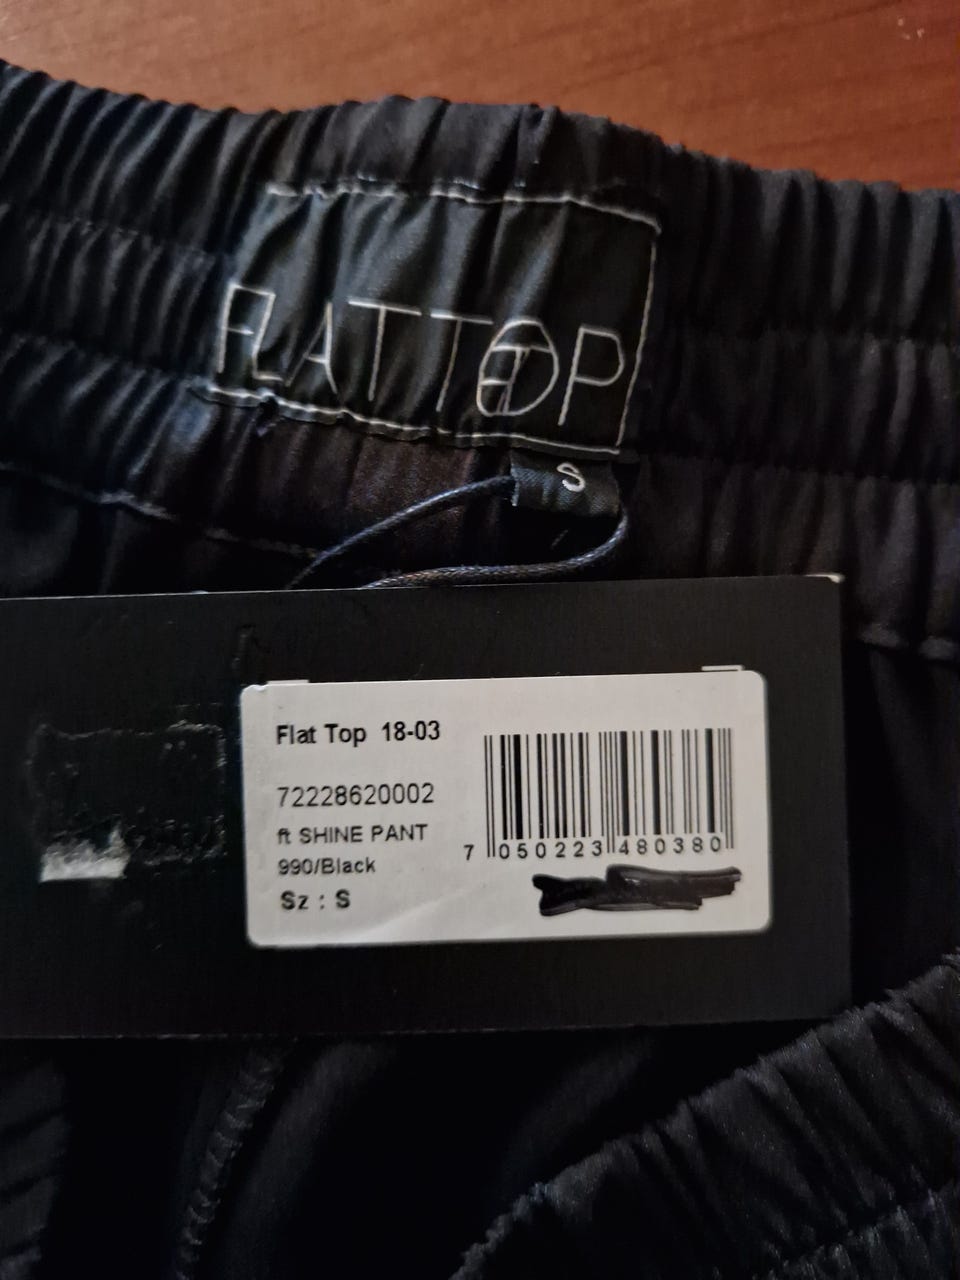 FLATTOP
S
Flat Top 18-03
72228620002
ft SHINE PANT
990/Black
Sz : S
7 050223 480380